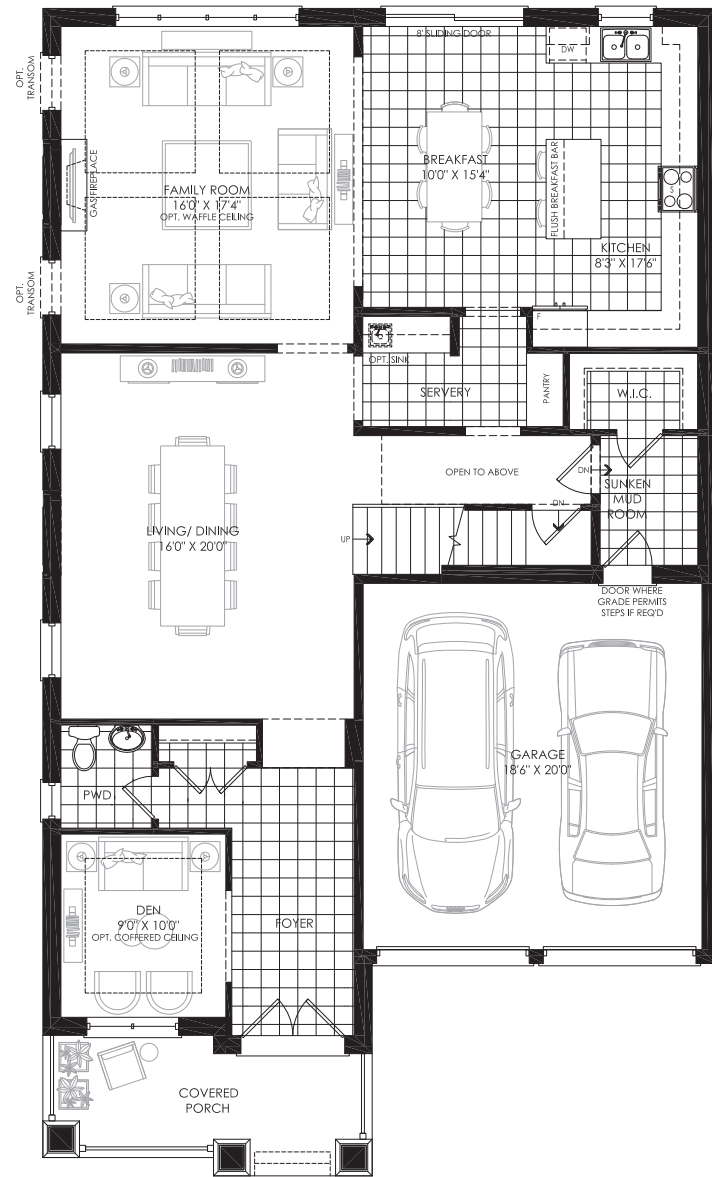 8' SLIDING DOOR
OPT.
TRANSOM
DW
GAS FIREPLACE
FAMILY ROOM
16'0" X 17'4"
OPT. WAFFLE CEILING
BREAKFAST
10'0" X 15'4"
FLUSH BREAKFAST BAR
KITCHEN
8'3" X 17'6"
OPT.
TRANSOM
F
OPT. SINK
SERVERY
PANTRY
W.I.C.
OPEN TO ABOVE
DN
SUNKEN
MUD
ROOM
DN
UP
LIVING/ DINING
16'0" X 20'0"
DOOR WHERE
GRADE PERMITS
STEPS IF REQ'D
GARAGE
18'6" X 20'0"
PWD
DEN
9'0" X 10'0"
OPT. COFFERED CEILING
FOYER
COVERED
PORCH